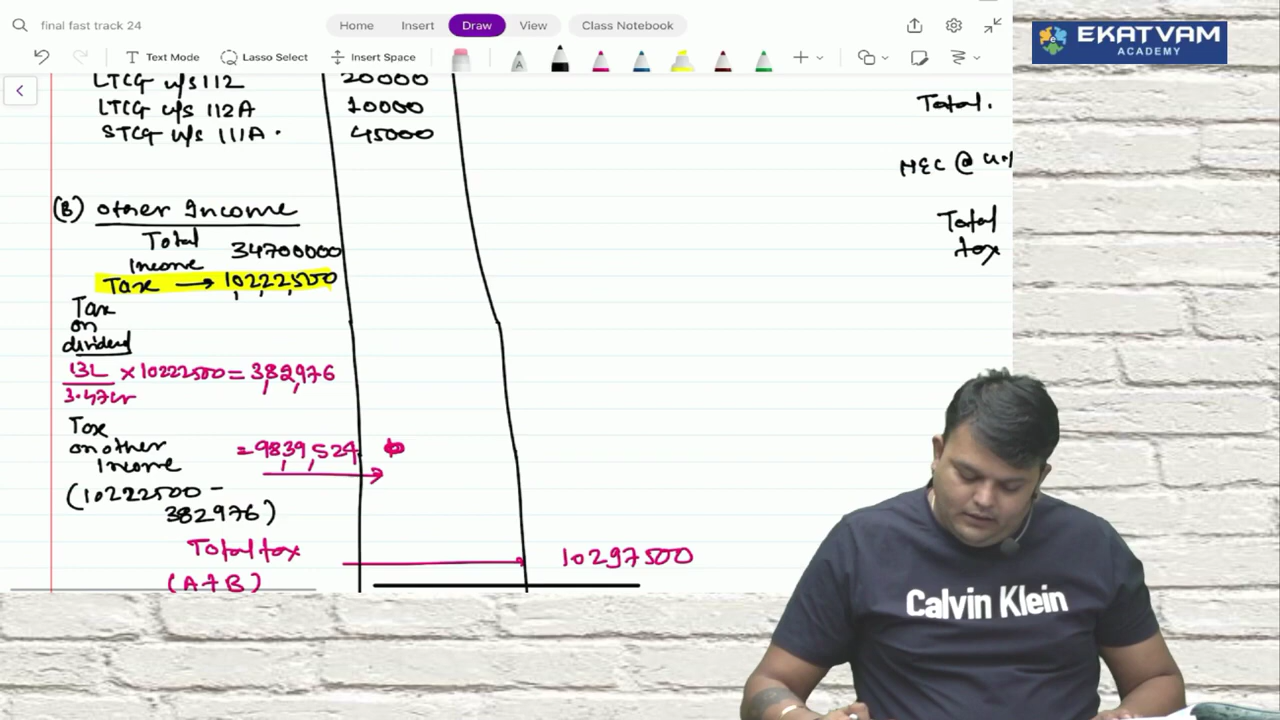 final fast track 24
Home
Insert
Draw
View
Class Notebook
Text Mode
Lasso Select
Insert Space
EKATVAM
ACADEMY
LTCG u/s 112 20000
LTCG u/s 112A 10000
STCG u/s 111A. 45000
Total.
HEC @ 4%
Total
tax
(B) Other Income
Total
Income 34700000
Tax → 10222500
Tax
on
dividend
13L
3.47cr × 10222500 = 382976
Tax
on other
Income = 9839524
(10222500 -
382976)
Total tax
(A+B) 10297500
Calvin Klein